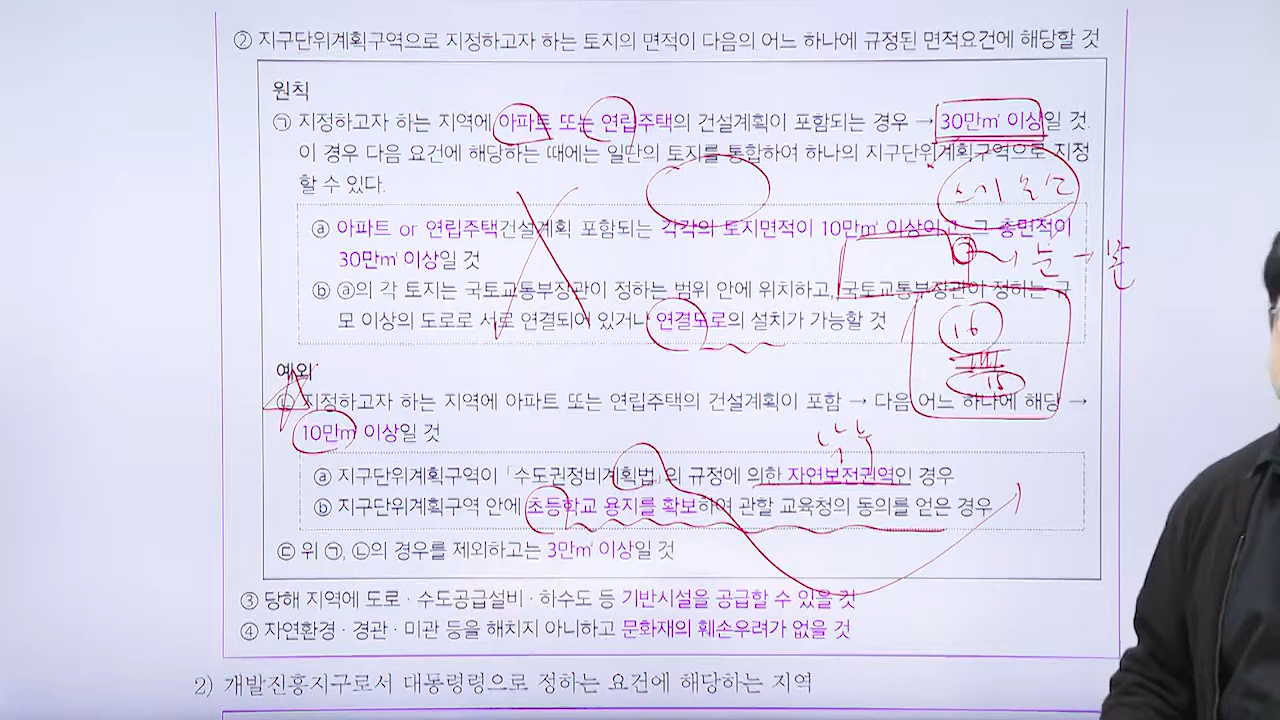 ② 지구단위계획구역으로 지정하고자 하는 토지의 면적이 다음의 어느 하나에 규정된 면적요건에 해당할 것
원칙
㉠ 지정하고자 하는 지역에 아파트 또는 연립주택의 건설계획이 포함되는 경우 → 30만㎡ 이상일 것.
이 경우 다음 요건에 해당하는 때에는 일단의 토지를 통합하여 하나의 지구단위계획구역으로 지정
할 수 있다.
ⓐ 아파트 or 연립주택건설계획 포함되는 각각의 토지면적이 10만㎡ 이상이고, 그 총면적이
30만㎡ 이상일 것
ⓑ ⓐ의 각 토지는 국토교통부장관이 정하는 범위 안에 위치하고, 국토교통부장관이 정하는 규
모 이상의 도로로 서로 연결되어 있거나 연결도로의 설치가 가능할 것
16
15
예외
㉡ 지정하고자 하는 지역에 아파트 또는 연립주택의 건설계획이 포함 → 다음 어느 하나에 해당 →
10만㎡ 이상일 것
ⓐ 지구단위계획구역이 「수도권정비계획법」의 규정에 의한 자연보전권역인 경우
ⓑ 지구단위계획구역 안에 초등학교 용지를 확보하여 관할 교육청의 동의를 얻은 경우
㉢ 위 ㉠, ㉡의 경우를 제외하고는 3만㎡ 이상일 것
③ 당해 지역에 도로·수도공급설비·하수도 등 기반시설을 공급할 수 있을 것
④ 자연환경·경관·미관 등을 해치지 아니하고 문화재의 훼손우려가 없을 것
2) 개발진흥지구로서 대통령령으로 정하는 요건에 해당하는 지역